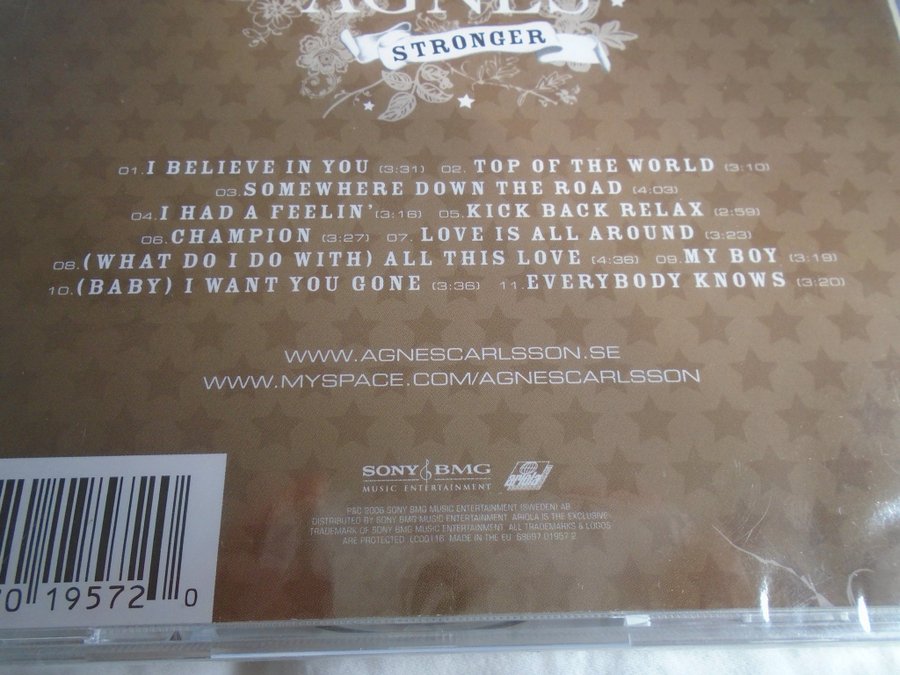 AGNES
STRONGER
01. I BELIEVE IN YOU (3:31) 02. TOP OF THE WORLD (3:10)
03. SOMEWHERE DOWN THE ROAD (4:03)
04. I HAD A FEELIN' (3:16) 05. KICK BACK RELAX (2:59)
06. CHAMPION (3:27) 07. LOVE IS ALL AROUND (3:23)
08. (WHAT DO I DO WITH) ALL THIS LOVE (4:36) 09. MY BOY (3:19)
10. (BABY) I WANT YOU GONE (3:36) 11. EVERYBODY KNOWS (3:20)
WWW.AGNESCARLSSON.SE
WWW.MYSPACE.COM/AGNESCARLSSON
SONY BMG ariola
MUSIC ENTERTAINMENT
P&C 2006 SONY BMG MUSIC ENTERTAINMENT (SWEDEN) AB
DISTRIBUTED BY SONY BMG MUSIC ENTERTAINMENT. ARIOLA IS THE EXCLUSIVE
TRADEMARK OF SONY BMG MUSIC ENTERTAINMENT. ALL TRADEMARKS & LOGOS
ARE PROTECTED. LC00116 MADE IN THE EU 88697 01957 2
0 19572 0